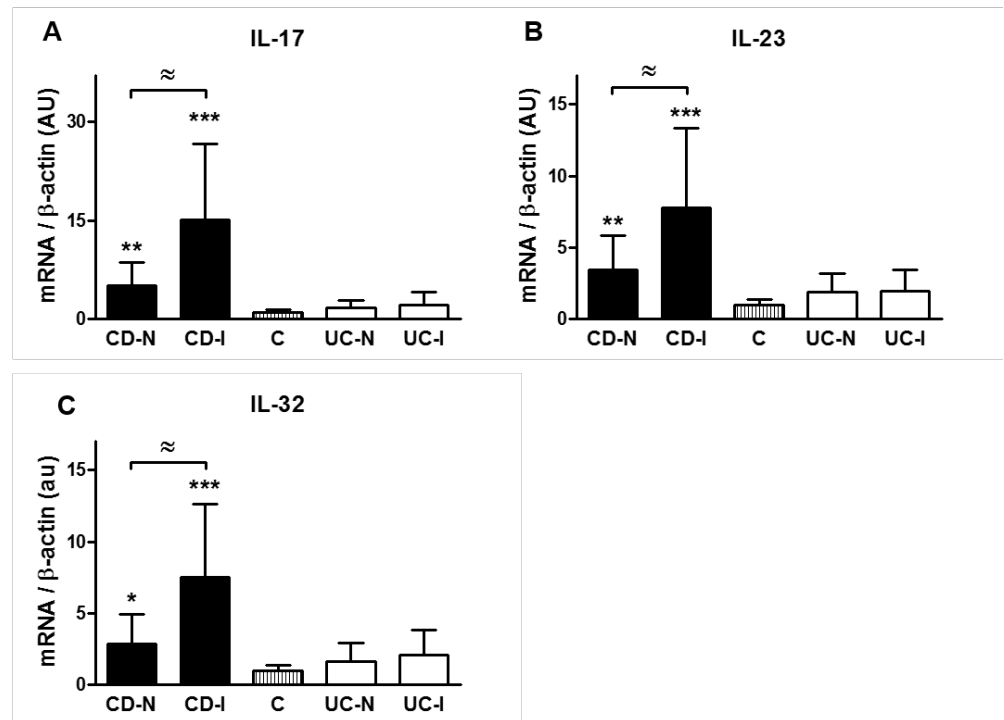 A
IL-17
≈
mRNA / β-actin (AU)
30
15
0
**
***
CD-N CD-I C UC-N UC-I
B
IL-23
≈
mRNA / β-actin (AU)
15
10
5
0
**
***
CD-N CD-I C UC-N UC-I
C
IL-32
≈
mRNA / β-actin (au)
15
10
5
0
*
***
CD-N CD-I C UC-N UC-I